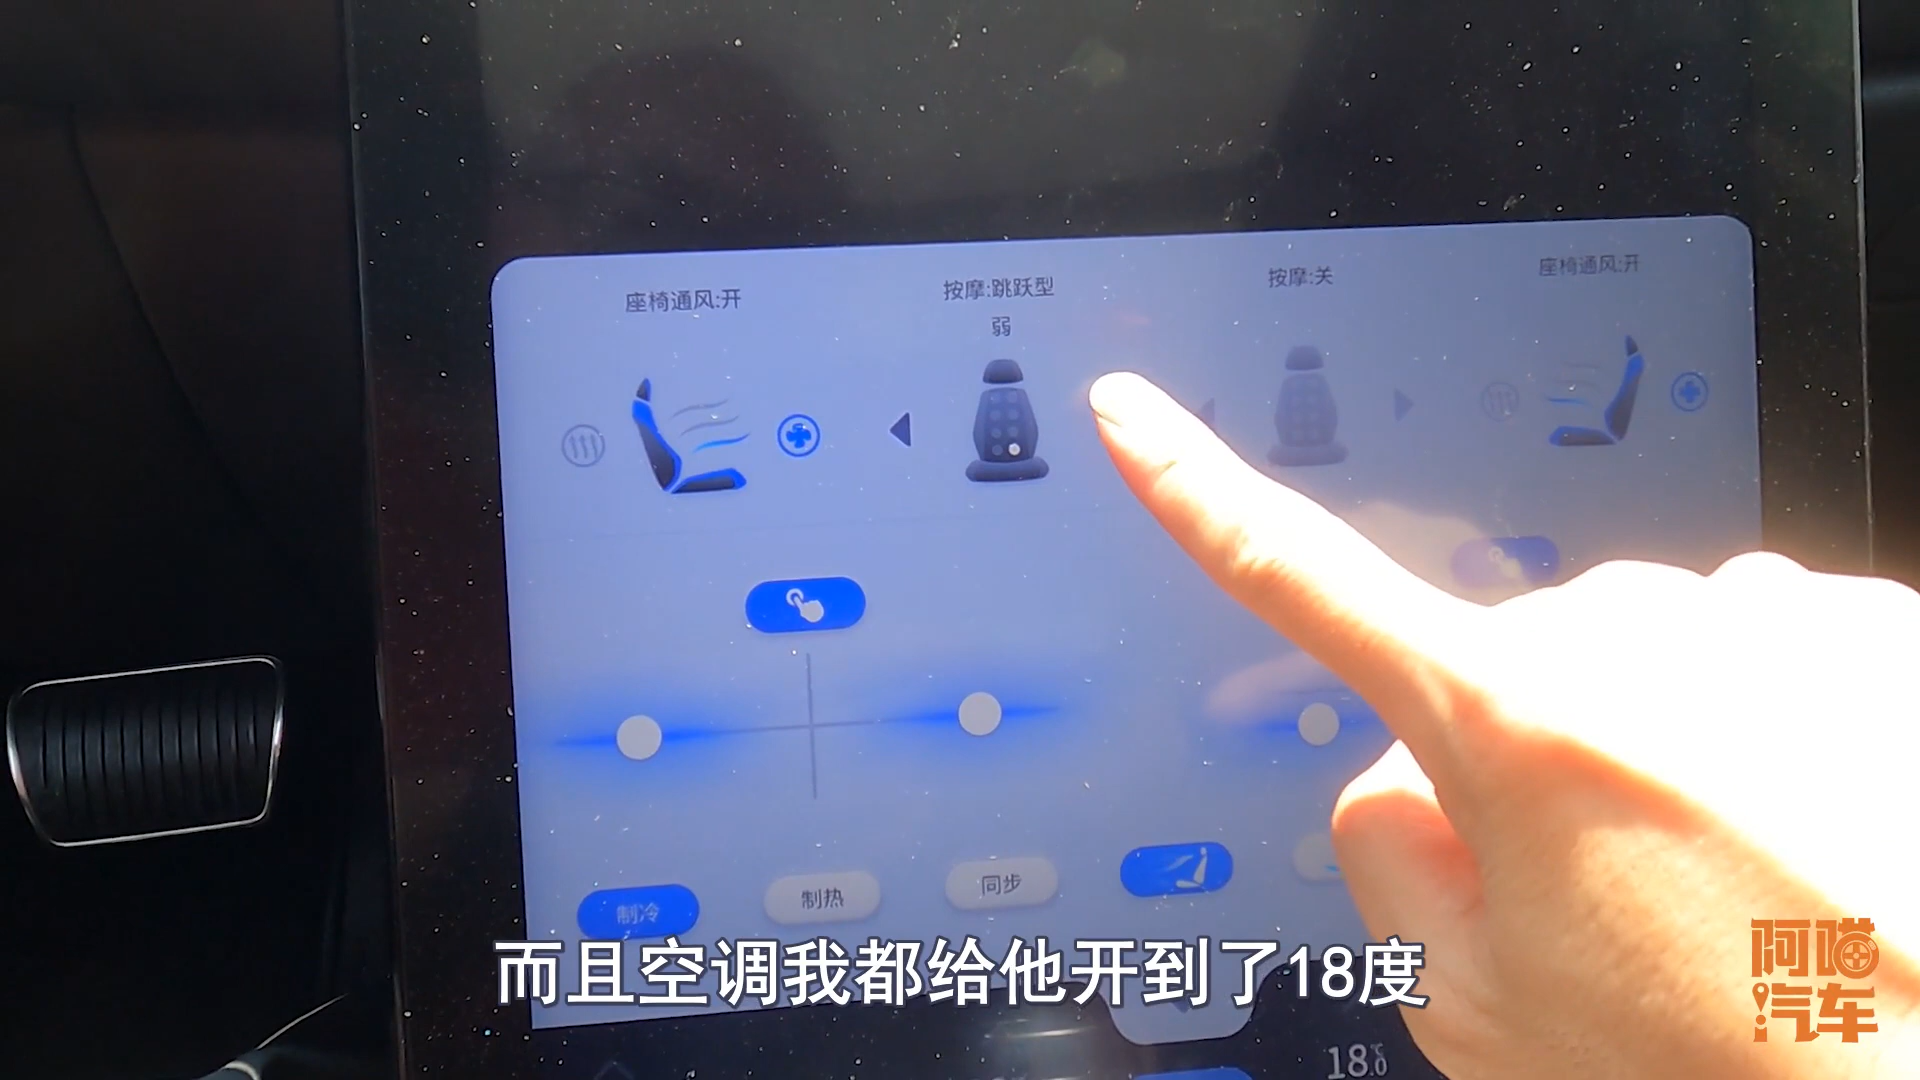 座椅通风:开
按摩:跳跃型
弱
按摩:关
座椅通风:开
制冷
制热
同步
而且空调我都给他开到了18度
18.0℃
阿喵
汽车